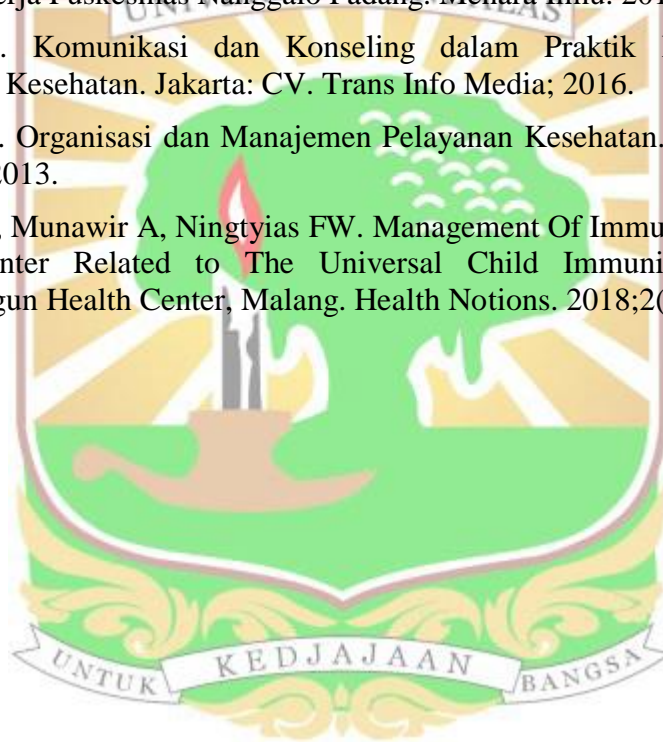 erja Puskesmas Nanggalo Padang. Menara Ilmu. 201
. Komunikasi dan Konseling dalam Praktik
Kesehatan. Jakarta: CV. Trans Info Media; 2016.
. Organisasi dan Manajemen Pelayanan Kesehatan.
2013.
, Munawir A, Ningtyias FW. Management Of Immu
nter Related to The Universal Child Immuni
gun Health Center, Malang. Health Notions. 2018;2(
UNTUK KEDJAJAAN BANGSA